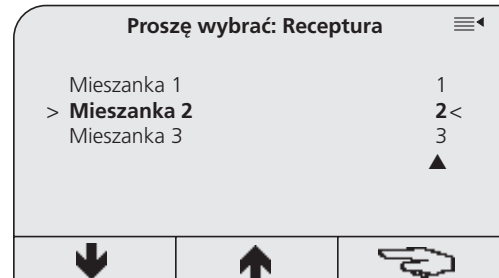 Proszę wybrać: Receptura
Mieszanka 1 1
> Mieszanka 2 2<
Mieszanka 3 3